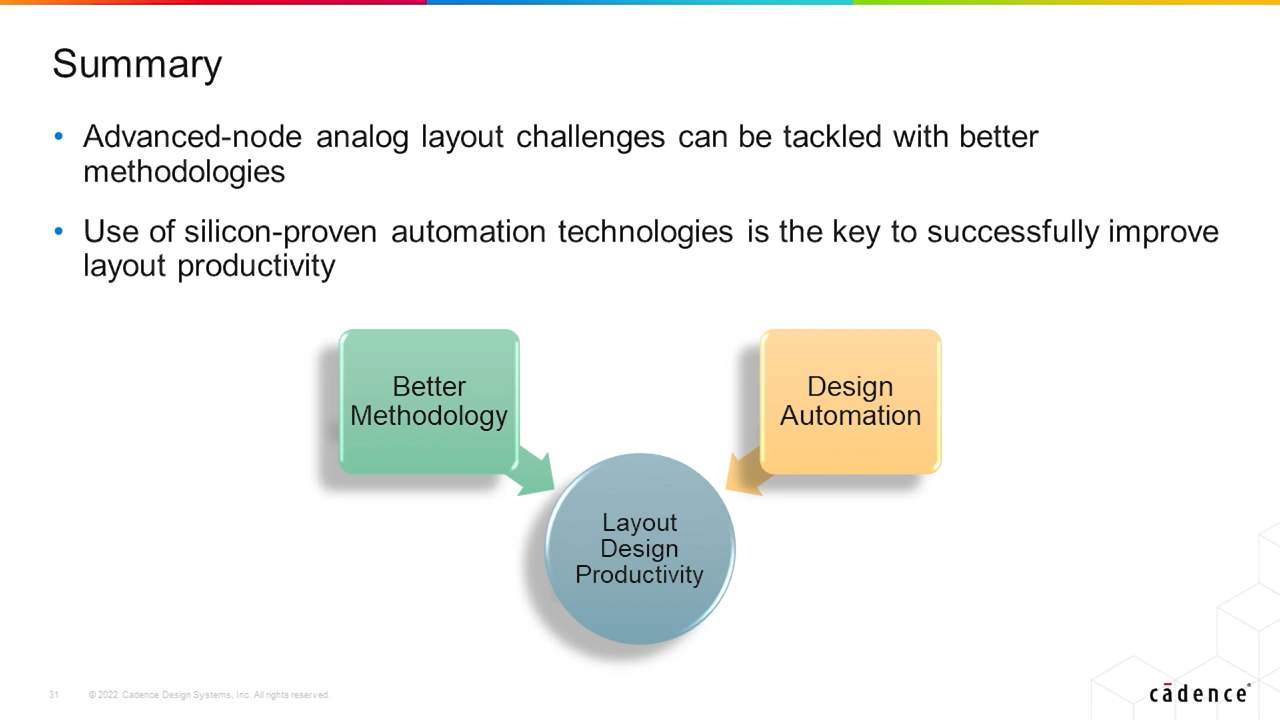 Summary
• Advanced-node analog layout challenges can be tackled with better
methodologies
• Use of silicon-proven automation technologies is the key to successfully improve
layout productivity
Better
Methodology
Design
Automation
Layout
Design
Productivity
31 © 2022 Cadence Design Systems, Inc. All rights reserved.
cādence®